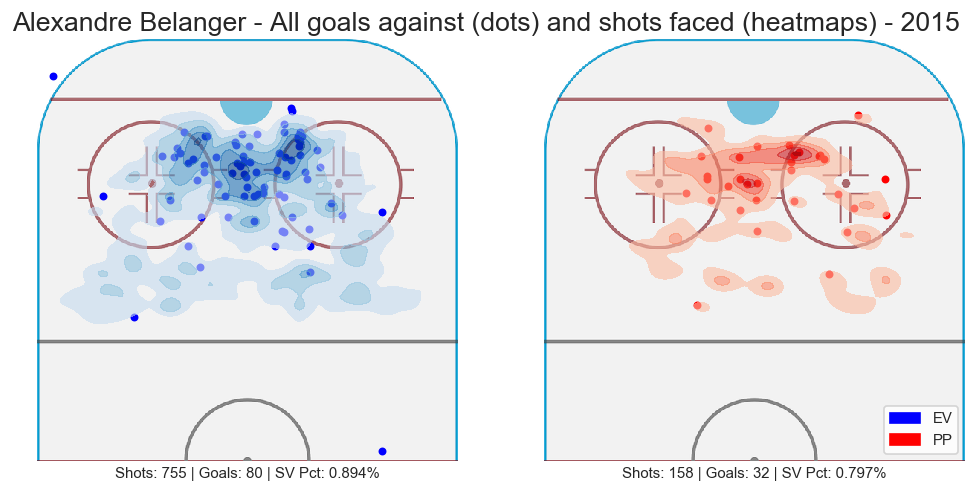 Alexandre Belanger - All goals against (dots) and shots faced (heatmaps) - 2015
EV
PP
Shots: 755 | Goals: 80 | SV Pct: 0.894%
Shots: 158 | Goals: 32 | SV Pct: 0.797%